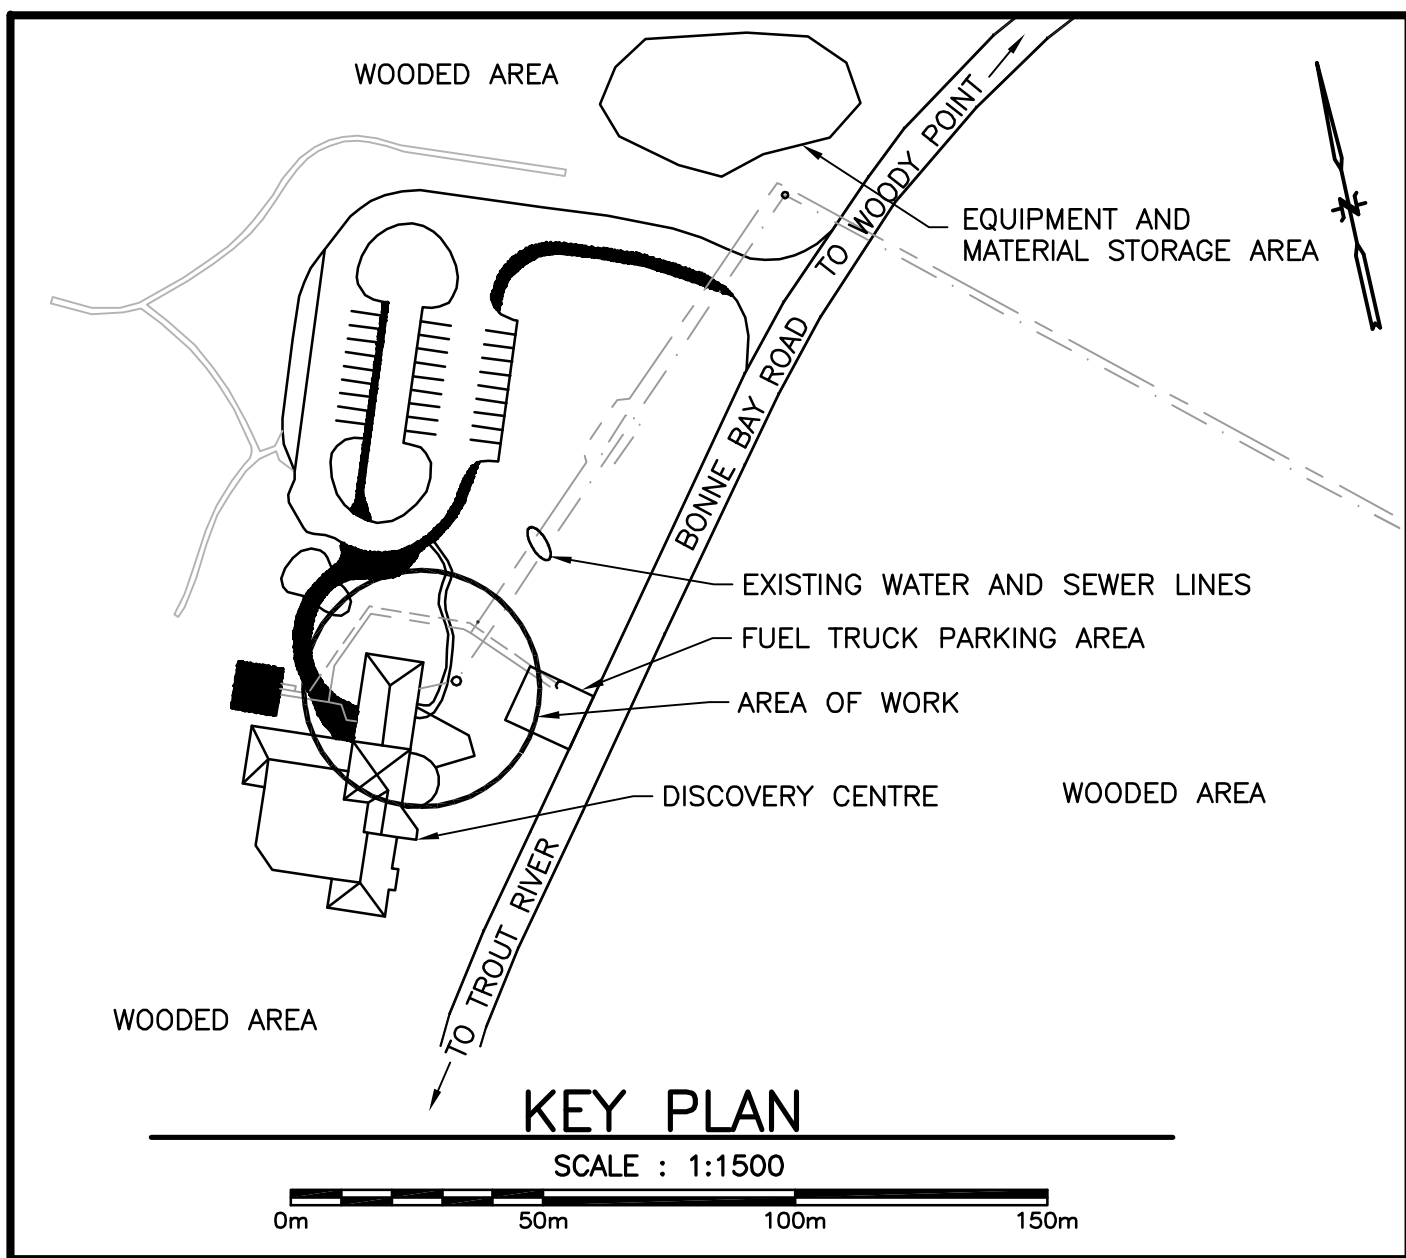 WOODED AREA
TO WOODY POINT
N
EQUIPMENT AND
MATERIAL STORAGE AREA
BONNE BAY ROAD
EXISTING WATER AND SEWER LINES
FUEL TRUCK PARKING AREA
AREA OF WORK
DISCOVERY CENTRE
WOODED AREA
TO TROUT RIVER
WOODED AREA
KEY PLAN
SCALE : 1:1500
0m 50m 100m 150m